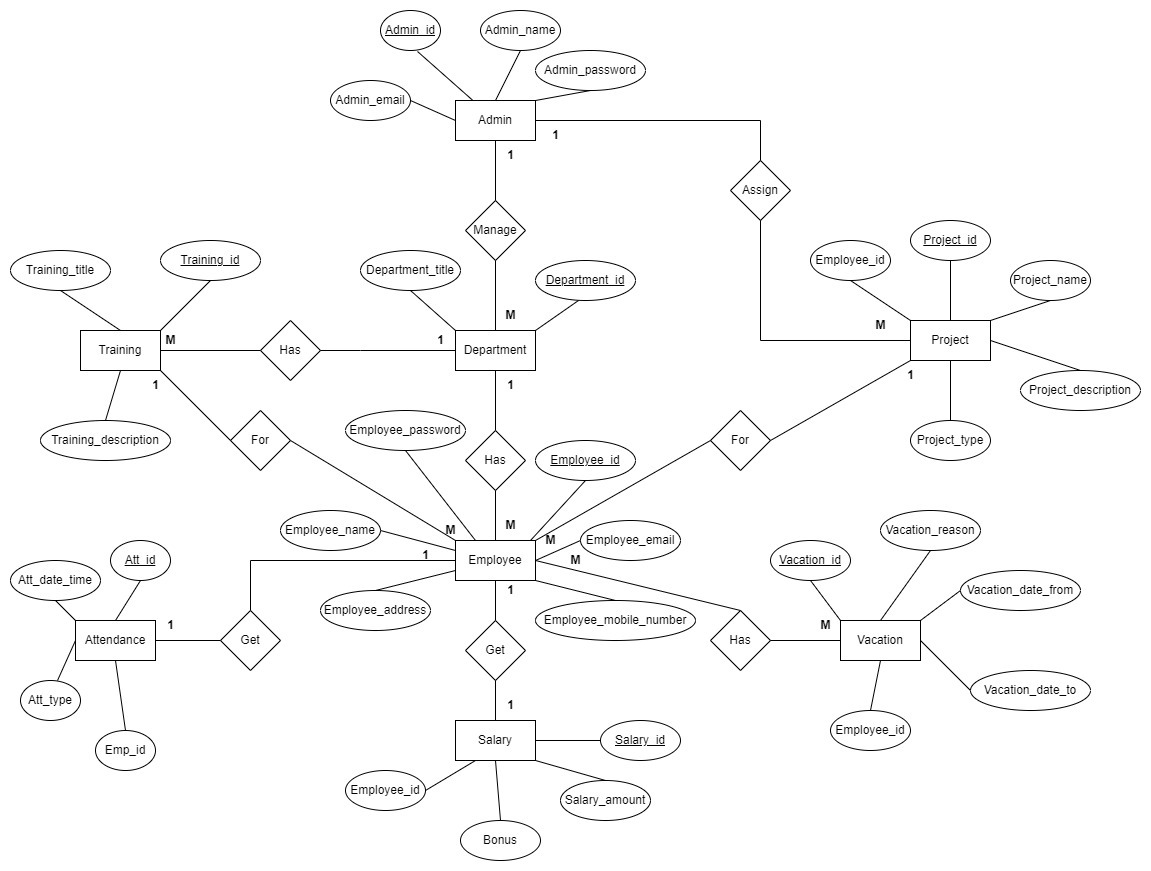 Admin_id
Admin_name
Admin_password
Admin_email
Admin
1
1
Assign
Manage
Project_id
Employee_id
Project_name
Training_title
Training_id
Department_title
Department_id
M
M
M
1
Training
Has
Department
Project
1
1
1
Project_description
Training_description
For
Employee_password
For
Project_type
Has
Employee_id
M
M
Employee_name
M
Employee_email
Vacation_reason
1
Employee
M
Vacation_id
Att_date_time
Att_id
1
Vacation_date_from
Employee_address
Employee_mobile_number
1
M
Attendance
Get
Get
Has
Vacation
Att_type
Vacation_date_to
1
Employee_id
Emp_id
Salary
Salary_id
Employee_id
Salary_amount
Bonus